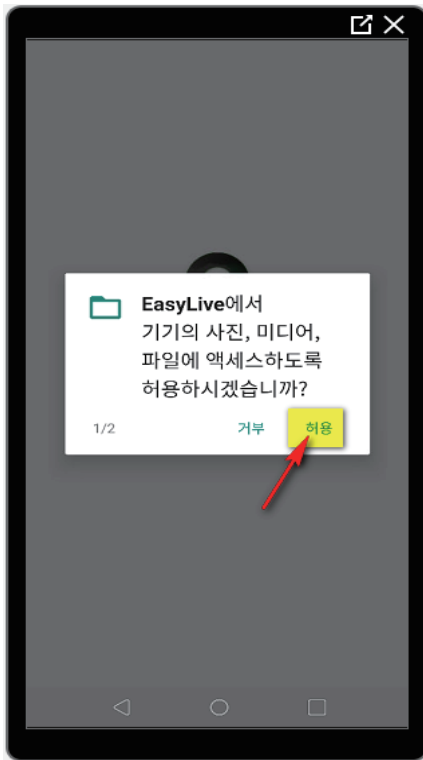 EasyLive에서
기기의 사진, 미디어,
파일에 액세스하도록
허용하시겠습니까?
1/2 거부 허용